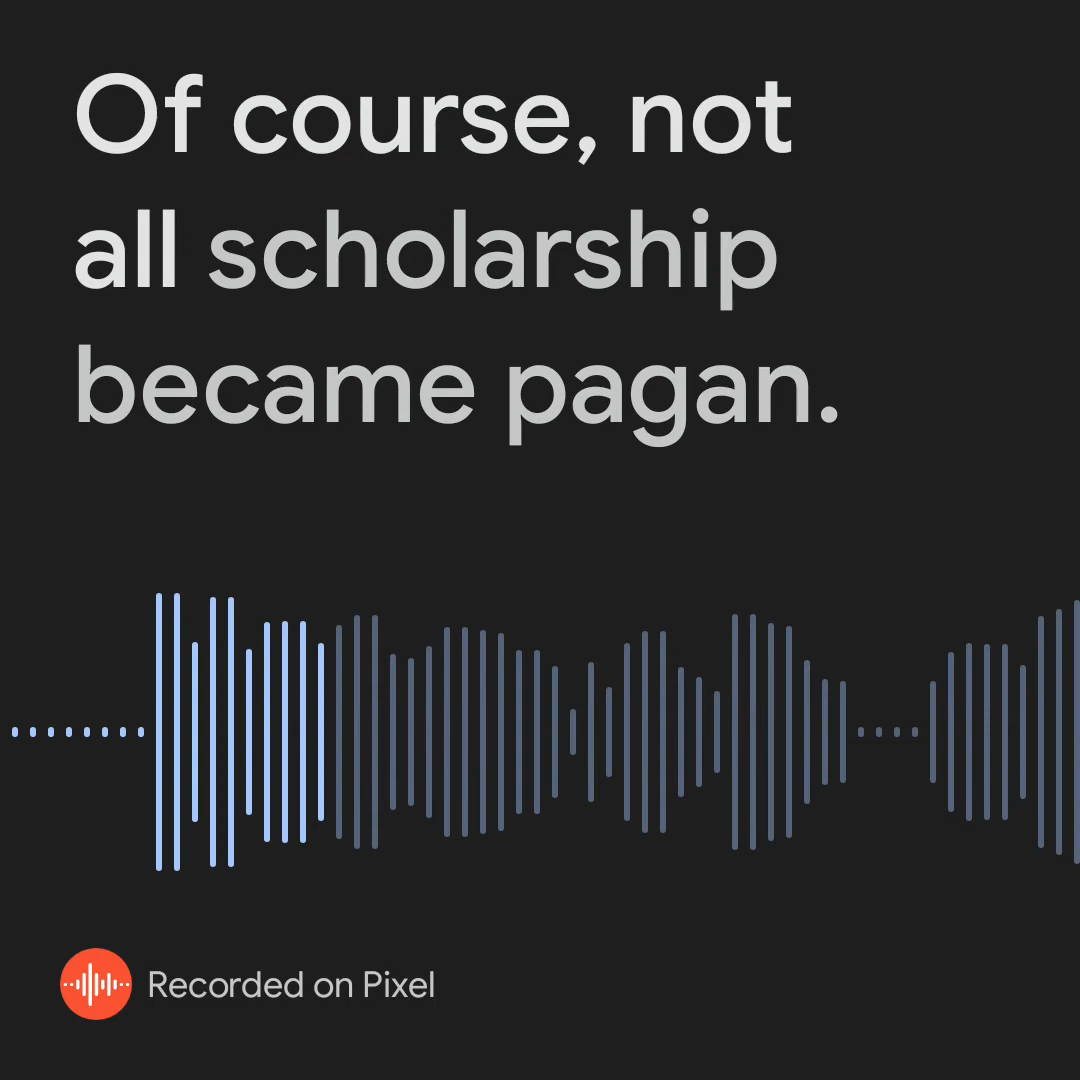 Of course, not
all scholarship
became pagan.
Recorded on Pixel